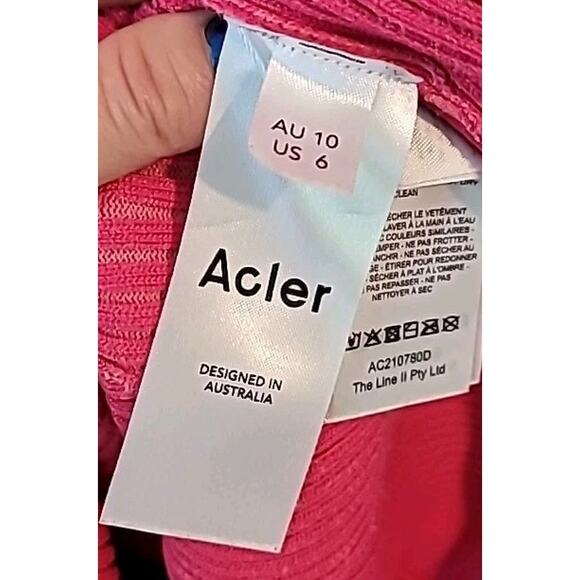 AU 10
US 6
Acler
DESIGNED IN
AUSTRALIA
DRY
CLEAN
SÉCHER LE VETÊMENT
LAVER À LA MAIN À L'EAU
COULEURS SIMILAIRES -
- NE PAS FROTTER -
- NE PAS SÉCHER AU
- ÉTIRER POUR REDONNER
- SÉCHER À PLAT À L'OMBRE -
PAS REPASSER - NE PAS
NETTOYER À SEC
AC210780D
The Line II Pty Ltd